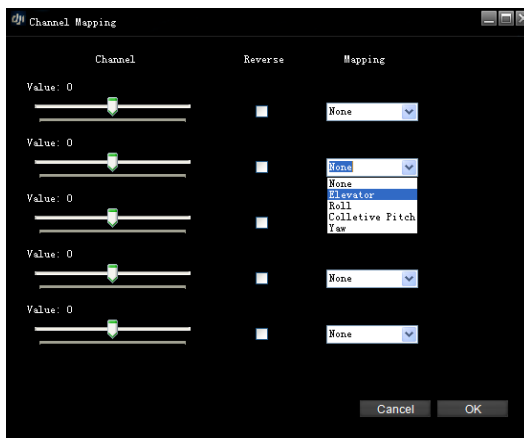 dji Channel Mapping
Channel Reverse Mapping
Value: 0
None
Value: 0
None
None
Elevator
Roll
Colletive Pitch
Yaw
Value: 0
Value: 0
None
Value: 0
None
Cancel OK